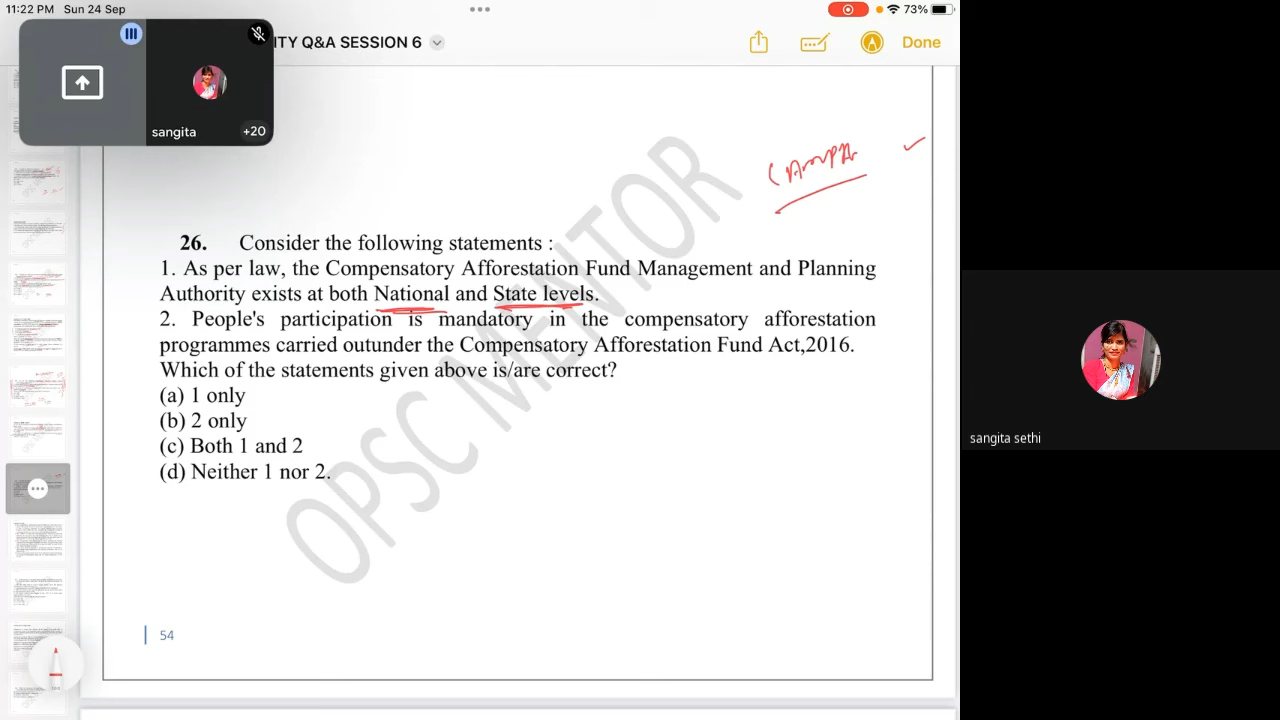 11:22 PM Sun 24 Sep
73%
ITY Q&A SESSION 6
Done
sangita
+20
CAMPA
26. Consider the following statements :
1. As per law, the Compensatory Afforestation Fund Management and Planning
Authority exists at both National and State levels.
2. People's participation is mandatory in the compensatory afforestation
programmes carried outunder the Compensatory Afforestation Fund Act,2016.
Which of the statements given above is/are correct?
(a) 1 only
(b) 2 only
(c) Both 1 and 2
(d) Neither 1 nor 2.
OPSC MENTOR
54
sangita sethi